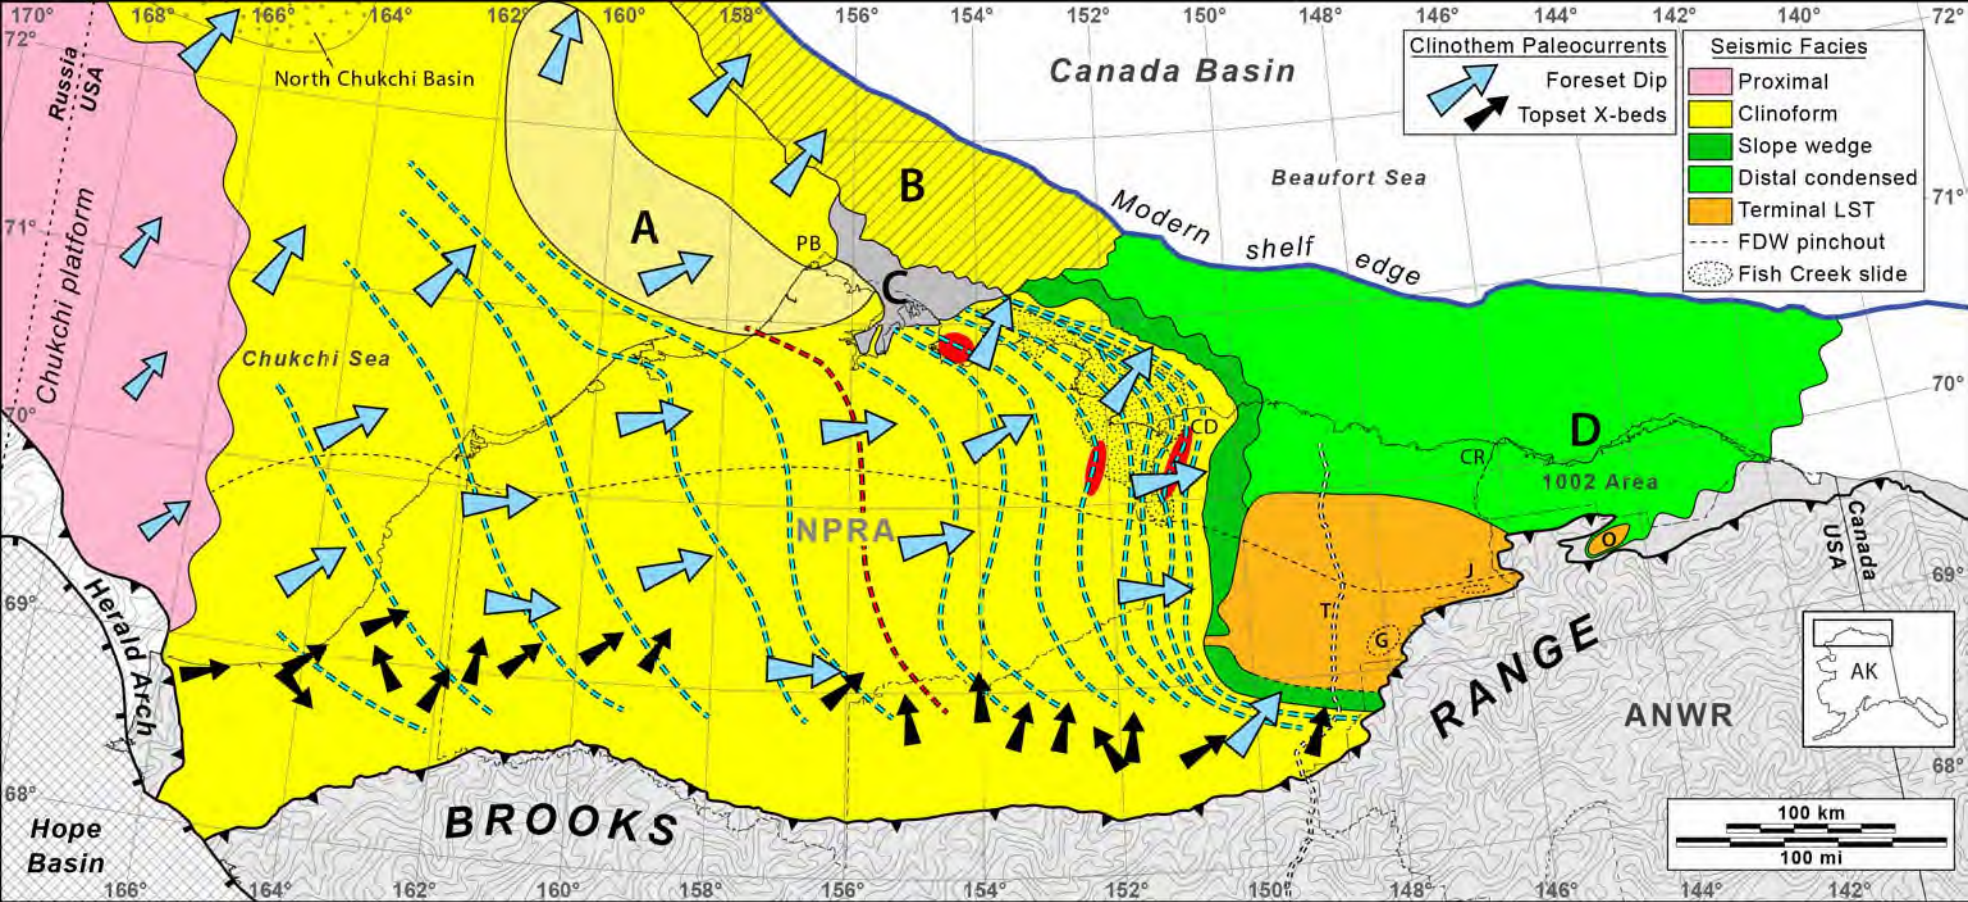 170° 166° 164° 162° 160° 158° 156° 154° 152° 150° 148° 146° 144° 142° 140° 72°
72°
Russia
USA
North Chukchi Basin
Canada Basin
Clinothem Paleocurrents
Foreset Dip
Topset X-beds
Seismic Facies
Proximal
Clinoform
Slope wedge
Distal condensed
Terminal LST
FDW pinchout
Fish Creek slide
Beaufort Sea
71°
71°
Chukchi platform
A
B
C
D
PB
Modern shelf edge
Chukchi Sea
70°
70°
CD
CR
1002 Area
NPRA
Canada
USA
O
J
T
G
69°
69°
Herald Arch
BROOKS
RANGE
ANWR
AK
68°
68°
Hope
Basin
100 km
100 mi
166° 164° 162° 160° 158° 156° 154° 152° 150° 148° 146° 144° 142°